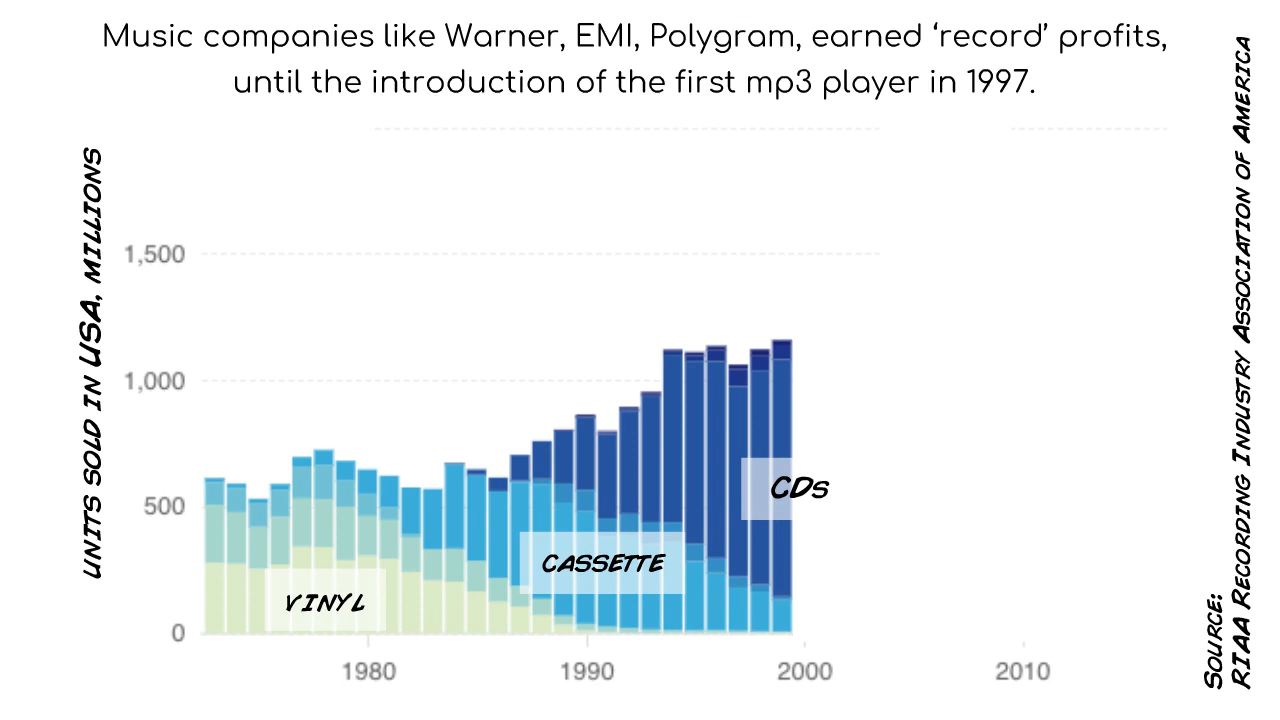 Music companies like Warner, EMI, Polygram, earned ‘record’ profits,
until the introduction of the first mp3 player in 1997.
UNITS SOLD IN USA, MILLIONS
1,500
1,000
500
0
CDs
CASSETTE
VINYL
1980
1990
2000
2010
SOURCE:
RIAA RECORDING INDUSTRY ASSOCIATION OF AMERICA